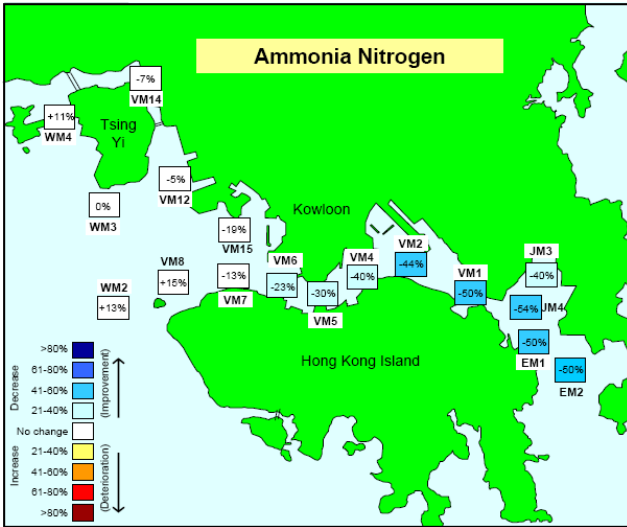 Ammonia Nitrogen
-7%
VM14
+11%
WM4
Tsing
Yi
-5%
VM12
0%
WM3
Kowloon
-19%
VM15
VM8
+15%
VM6
-23%
VM4
-40%
VM2
-44%
JM3
-40%
VM1
-50%
WM2
+13%
-13%
VM7
-30%
VM5
-54%
JM4
-50%
EM1
-50%
EM2
Hong Kong Island
Decrease
>80%
61-80%
41-60%
21-40%
(Improvement)
No change
Increase
21-40%
41-60%
61-80%
>80%
(Deterioration)